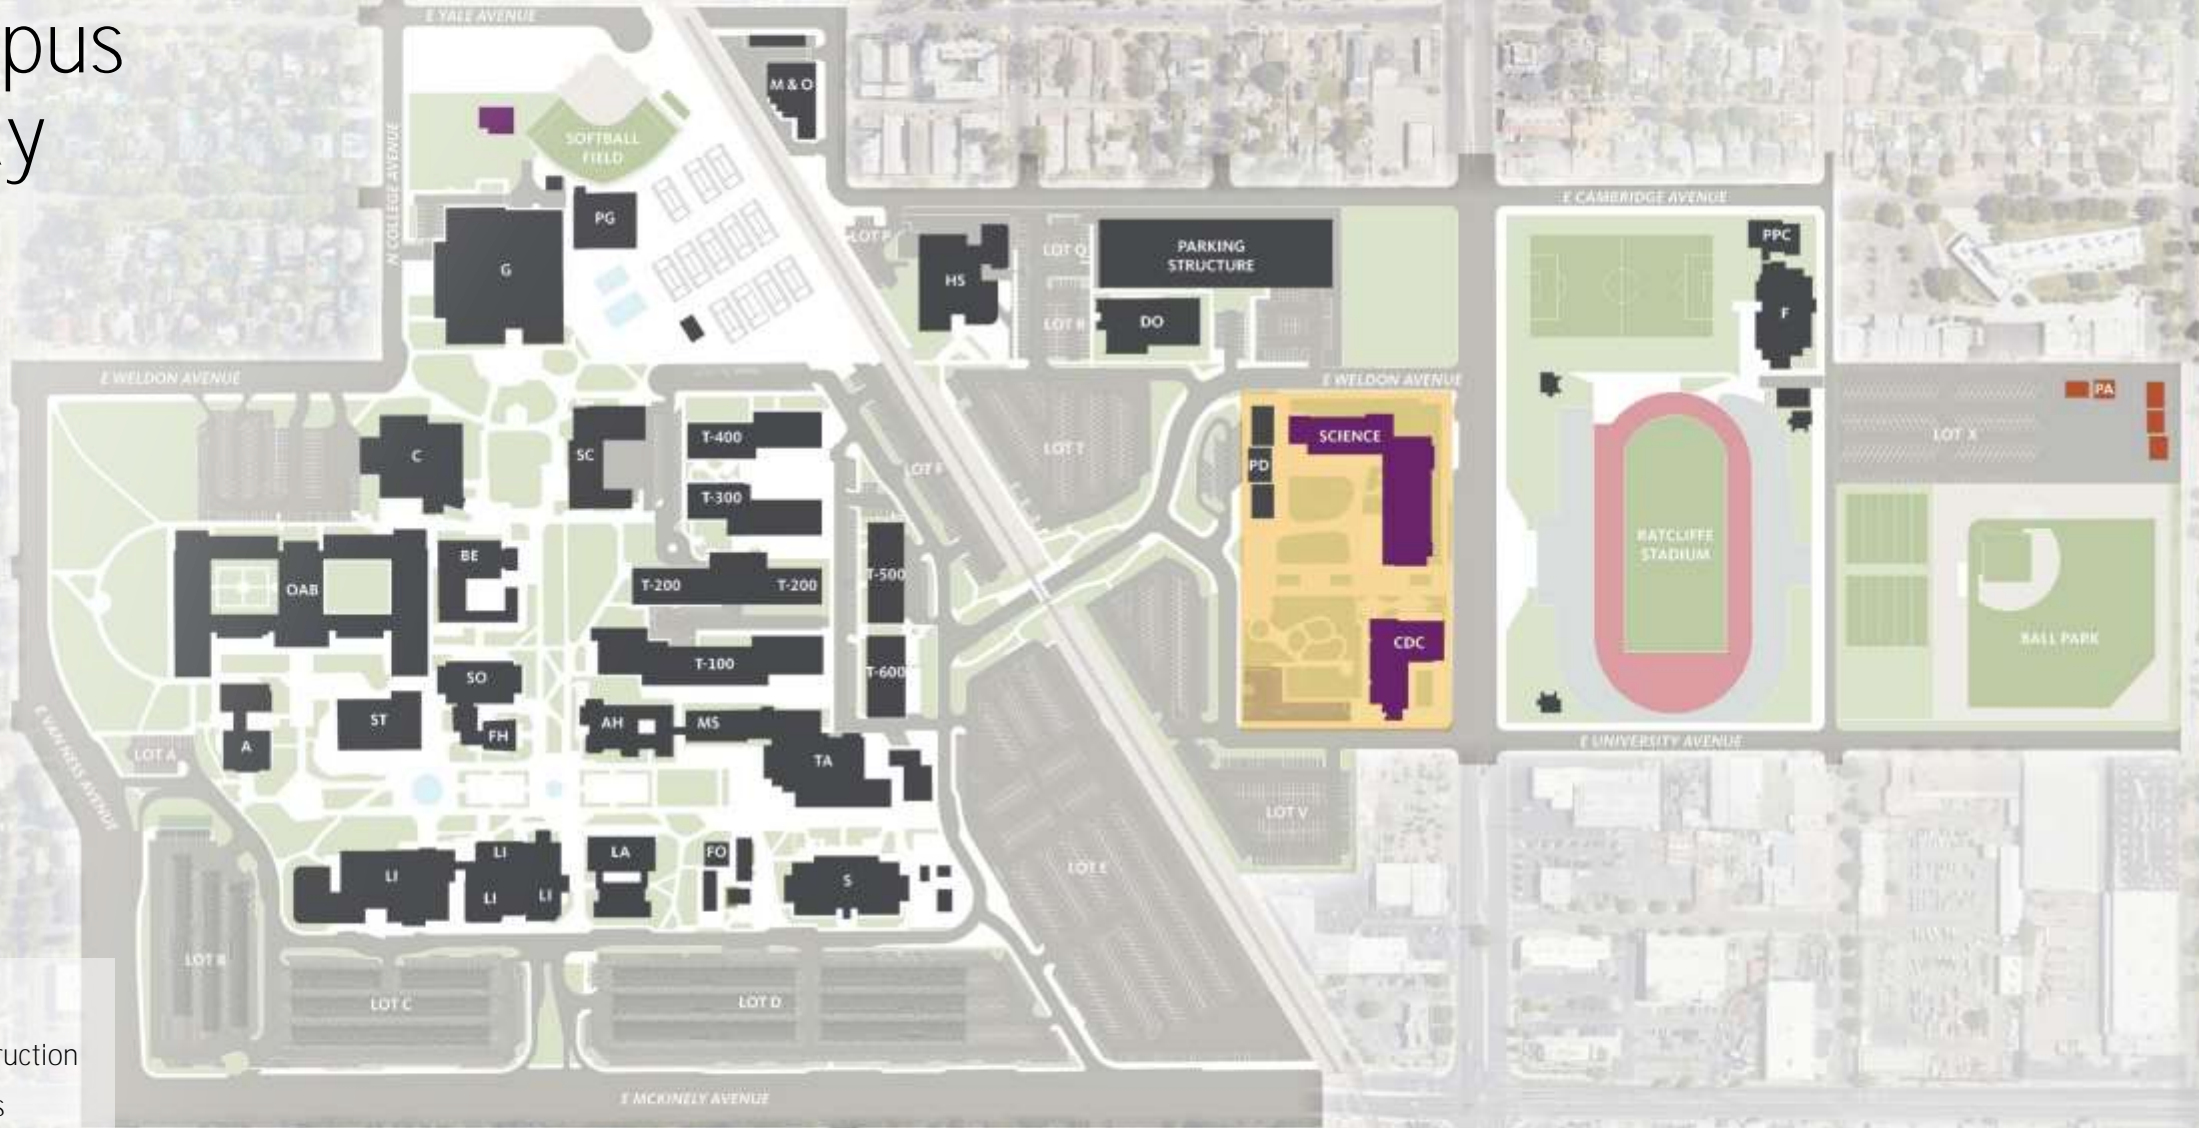 pus
y
E YALE AVENUE
M & O
SOFTBALL
FIELD
N COLLEGE AVENUE
E CAMBRIDGE AVENUE
PG
LOT P
LOT Q
PARKING
STRUCTURE
PPC
G
HS
LOT R
DO
F
E WELDON AVENUE
E WELDON AVENUE
PA
C
SC
T-400
T-300
LOT F
LOT T
PD
SCIENCE
LOT X
OAB
BE
T-200
T-200
T-500
RATCLIFFE
STADIUM
SO
T-100
T-600
CDC
BALL PARK
ST
FH
AH
MS
A
LOT A
TA
E VAN NESS AVENUE
E UNIVERSITY AVENUE
LOT V
LI
LI
LI
LI
LA
FO
S
LOT E
LOT B
LOT C
LOT D
ruction
s
E MCKINELY AVENUE